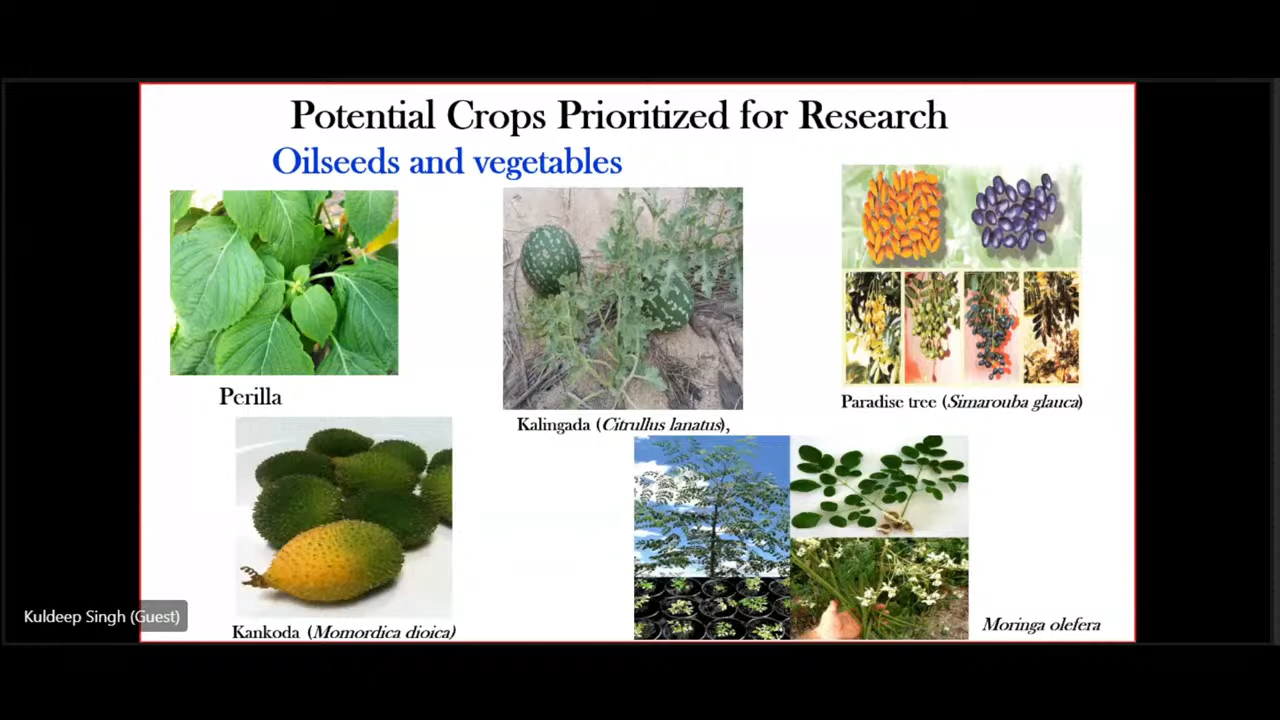 Potential Crops Prioritized for Research
Oilseeds and vegetables
Perilla
Kalingada (Citrullus lanatus),
Paradise tree (Simarouba glauca)
Kankoda (Momordica dioica)
Moringa olefera
Kuldeep Singh (Guest)